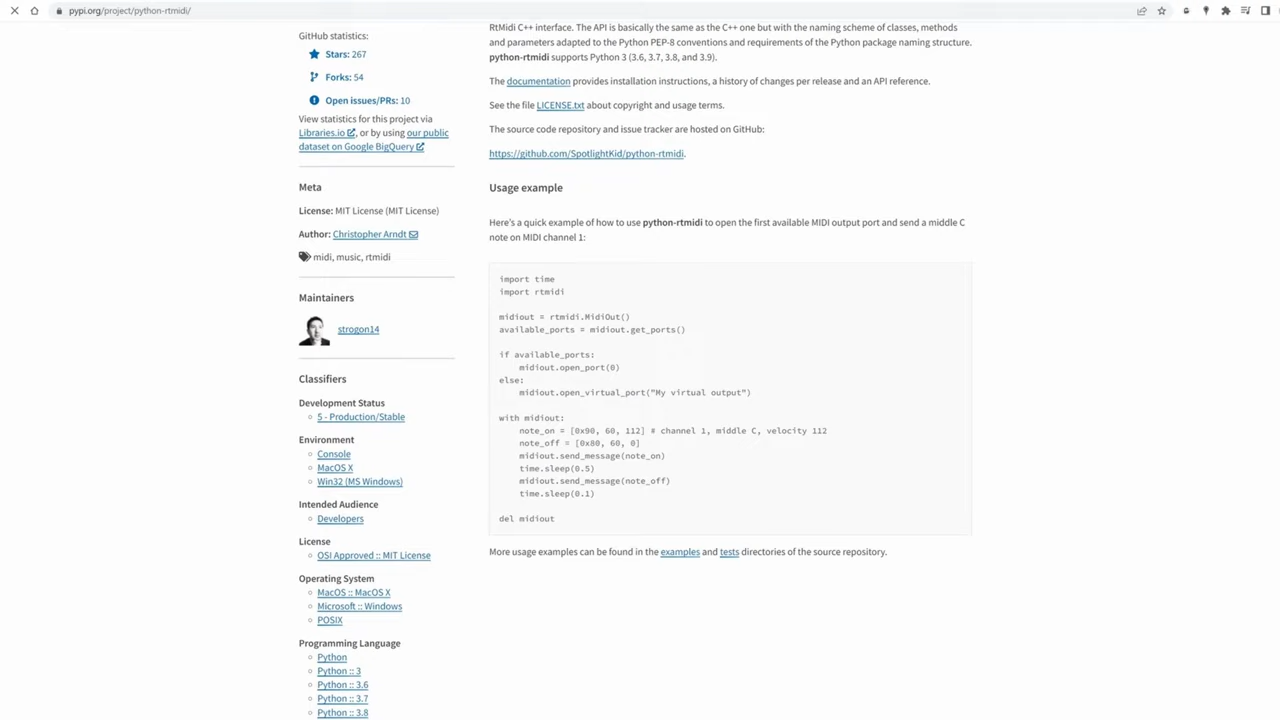 pypi.org/project/python-rtmidi/
GitHub statistics:
Stars: 267
Forks: 54
Open issues/PRs: 10
View statistics for this project via
Libraries.io, or by using our public
dataset on Google BigQuery
Meta
License: MIT License (MIT License)
Author: Christopher Arndt
midi, music, rtmidi
Maintainers
strogon14
Classifiers
Development Status
5 - Production/Stable
Environment
Console
MacOS X
Win32 (MS Windows)
Intended Audience
Developers
License
OSI Approved :: MIT License
Operating System
MacOS :: MacOS X
Microsoft :: Windows
POSIX
Programming Language
Python
Python :: 3
Python :: 3.6
Python :: 3.7
Python :: 3.8
RtMidi C++ interface. The API is basically the same as the C++ one but with the naming scheme of classes, methods
and parameters adapted to the Python PEP-8 conventions and requirements of the Python package naming structure.
python-rtmidi supports Python 3 (3.6, 3.7, 3.8, and 3.9).
The documentation provides installation instructions, a history of changes per release and an API reference.
See the file LICENSE.txt about copyright and usage terms.
The source code repository and issue tracker are hosted on GitHub:
https://github.com/SpotlightKid/python-rtmidi.
Usage example
Here's a quick example of how to use python-rtmidi to open the first available MIDI output port and send a middle C
note on MIDI channel 1:
import time
import rtmidi
midiout = rtmidi.MidiOut()
available_ports = midiout.get_ports()
if available_ports:
    midiout.open_port(0)
else:
    midiout.open_virtual_port("My virtual output")
with midiout:
    note_on = [0x90, 60, 112] # channel 1, middle C, velocity 112
    note_off = [0x80, 60, 0]
    midiout.send_message(note_on)
    time.sleep(0.5)
    midiout.send_message(note_off)
    time.sleep(0.1)
del midiout
More usage examples can be found in the examples and tests directories of the source repository.